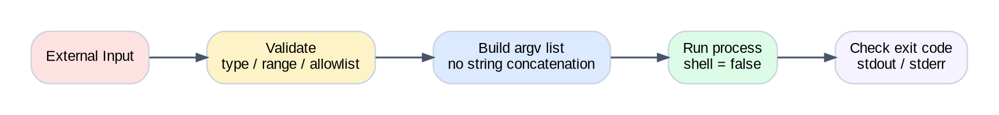 External Input
Validate
type / range / allowlist
Build argv list
no string concatenation
Run process
shell = false
Check exit code
stdout / stderr